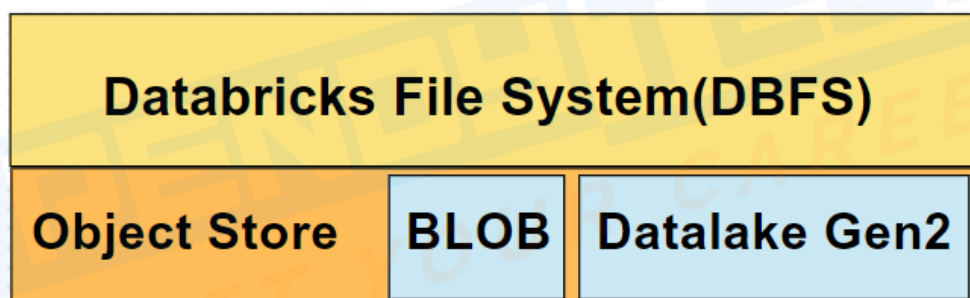 Databricks File System(DBFS)
Object Store BLOB Datalake Gen2